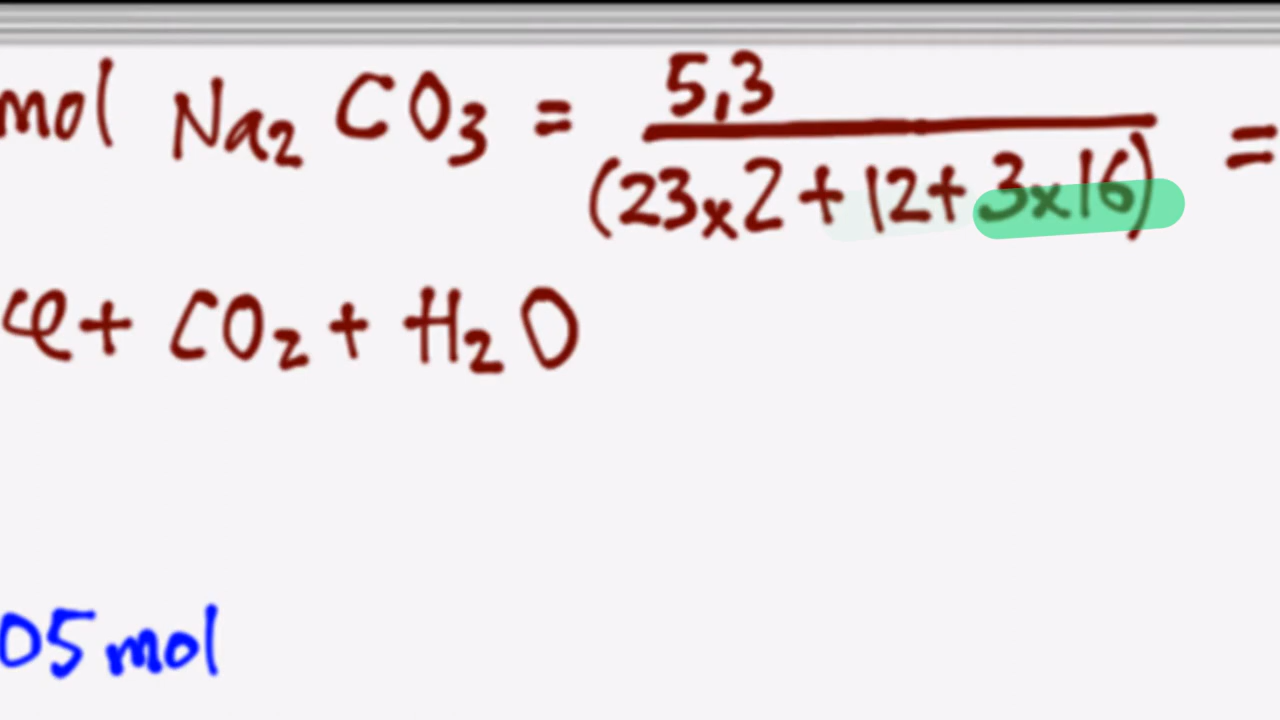 mol Na₂CO₃ = 5,3 / (23x2 + 12 + 3x16) =
+ CO₂ + H₂O
05 mol